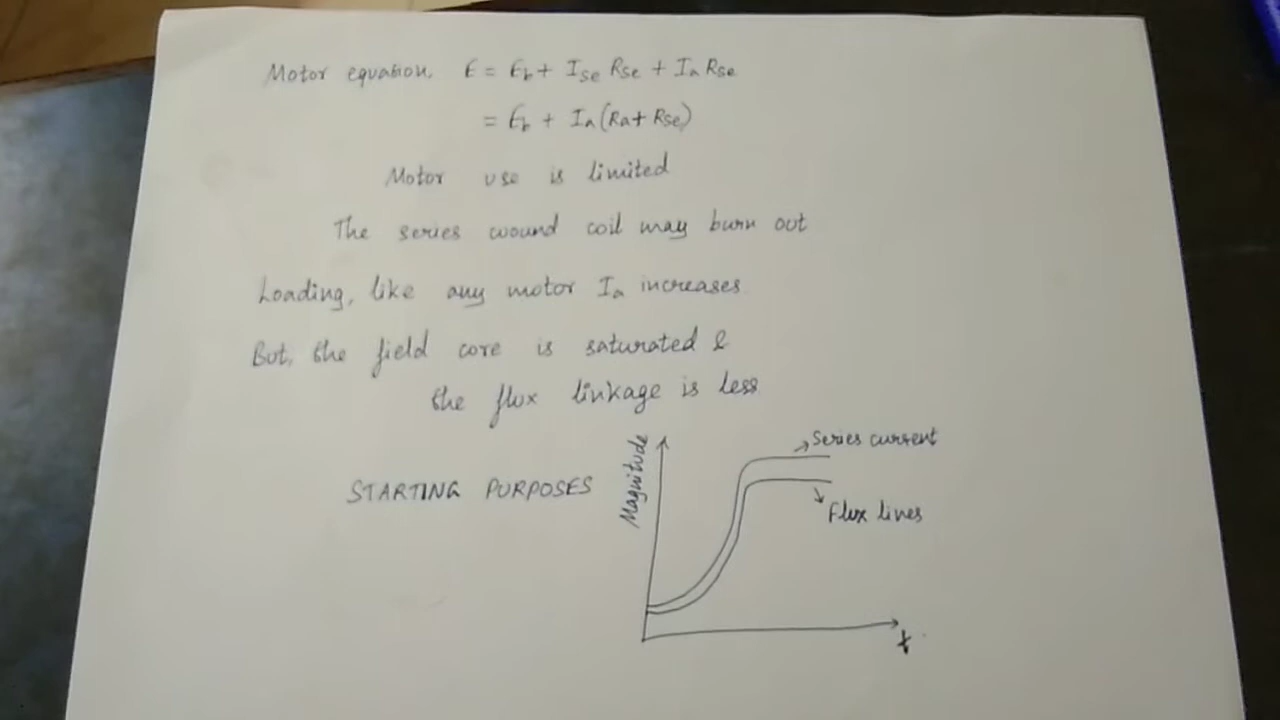 Motor equation, E = Eb + Ise Rse + Ia Rse
= Eb + Ia (Ra + Rse)
Motor use is limited
The series wound coil may burn out
Loading, like any motor Ia increases
But, the field core is saturated &
the flux linkage is less
STARTING PURPOSES
Magnitude
Series current
Flux lines
t